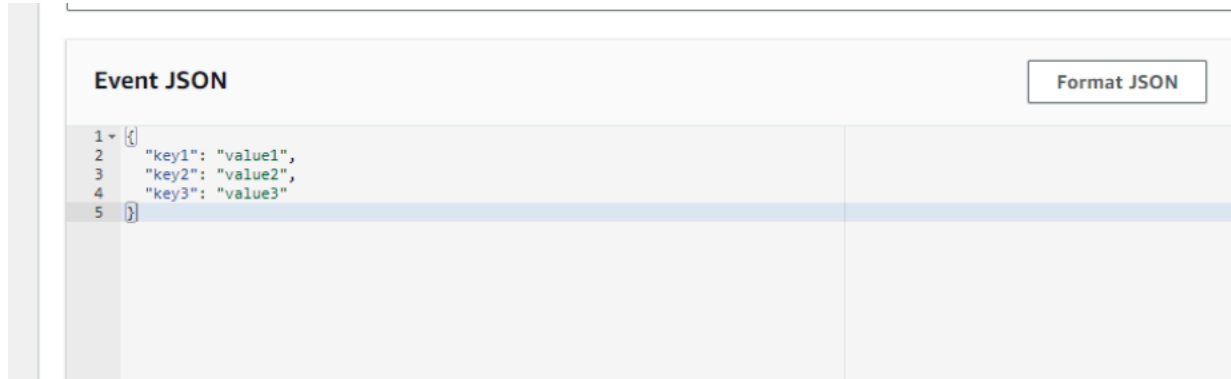 Event JSON
Format JSON
1 {
2 "key1": "value1",
3 "key2": "value2",
4 "key3": "value3"
5 }